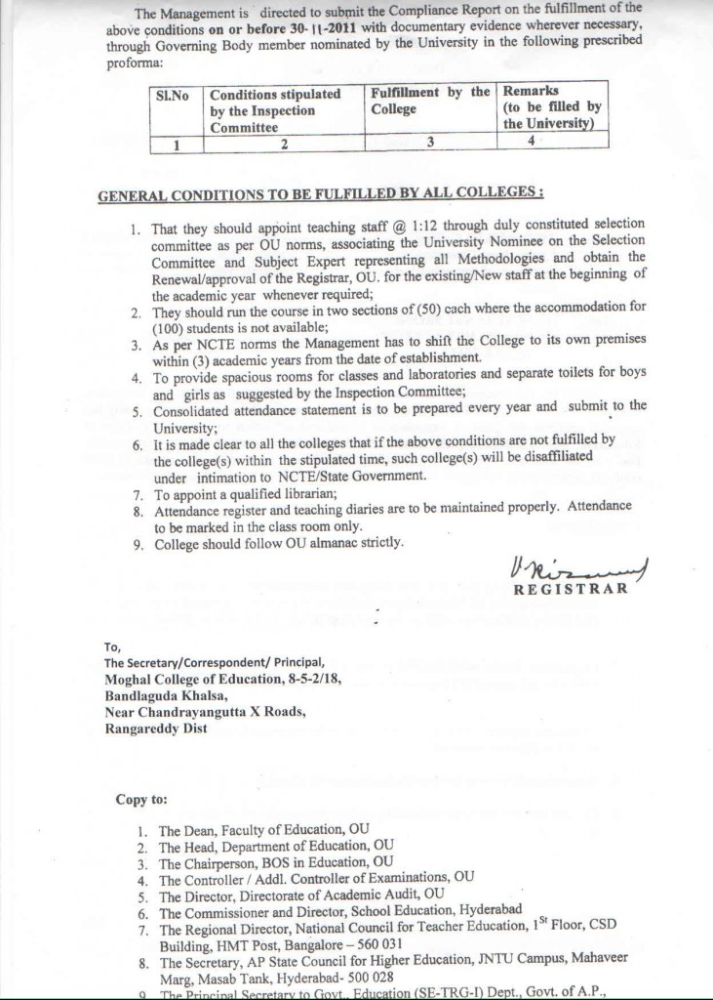 The Management is directed to submit the Compliance Report on the fulfillment of the
above conditions on or before 30-11-2011 with documentary evidence wherever necessary,
through Governing Body member nominated by the University in the following prescribed
proforma:
Sl.No Conditions stipulated by the Inspection Committee Fulfillment by the College Remarks (to be filled by the University)
1 2 3 4
GENERAL CONDITIONS TO BE FULFILLED BY ALL COLLEGES :
1. That they should appoint teaching staff @ 1:12 through duly constituted selection
committee as per OU norms, associating the University Nominee on the Selection
Committee and Subject Expert representing all Methodologies and obtain the
Renewal/approval of the Registrar, OU. for the existing/New staff at the beginning of
the academic year whenever required;
2. They should run the course in two sections of (50) each where the accommodation for
(100) students is not available;
3. As per NCTE norms the Management has to shift the College to its own premises
within (3) academic years from the date of establishment.
4. To provide spacious rooms for classes and laboratories and separate toilets for boys
and girls as suggested by the Inspection Committee;
5. Consolidated attendance statement is to be prepared every year and submit to the
University;
6. It is made clear to all the colleges that if the above conditions are not fulfilled by
the college(s) within the stipulated time, such college(s) will be disaffiliated
under intimation to NCTE/State Government.
7. To appoint a qualified librarian;
8. Attendance register and teaching diaries are to be maintained properly. Attendance
to be marked in the class room only.
9. College should follow OU almanac strictly.
REGISTRAR
To,
The Secretary/Correspondent/ Principal,
Moghal College of Education, 8-5-2/18,
Bandlaguda Khalsa,
Near Chandrayangutta X Roads,
Rangareddy Dist
Copy to:
1. The Dean, Faculty of Education, OU
2. The Head, Department of Education, OU
3. The Chairperson, BOS in Education, OU
4. The Controller / Addl. Controller of Examinations, OU
5. The Director, Directorate of Academic Audit, OU
6. The Commissioner and Director, School Education, Hyderabad
7. The Regional Director, National Council for Teacher Education, 1St Floor, CSD
Building, HMT Post, Bangalore – 560 031
8. The Secretary, AP State Council for Higher Education, JNTU Campus, Mahaveer
Marg, Masab Tank, Hyderabad- 500 028
9 The Principal Secretary to Govt., Education (SE-TRG-I) Dept., Govt. of A.P.,